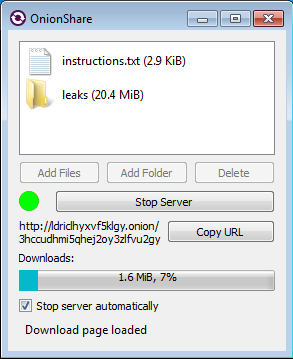 OnionShare
instructions.txt (2.9 KiB)
leaks (20.4 MiB)
Add Files
Add Folder
Delete
Stop Server
http://ldridhyxvf5klgy.onion/
3hccudhmi5qhej2oy3zlfvu2gy
Copy URL
Downloads:
1.6 MiB, 7%
Stop server automatically
Download page loaded